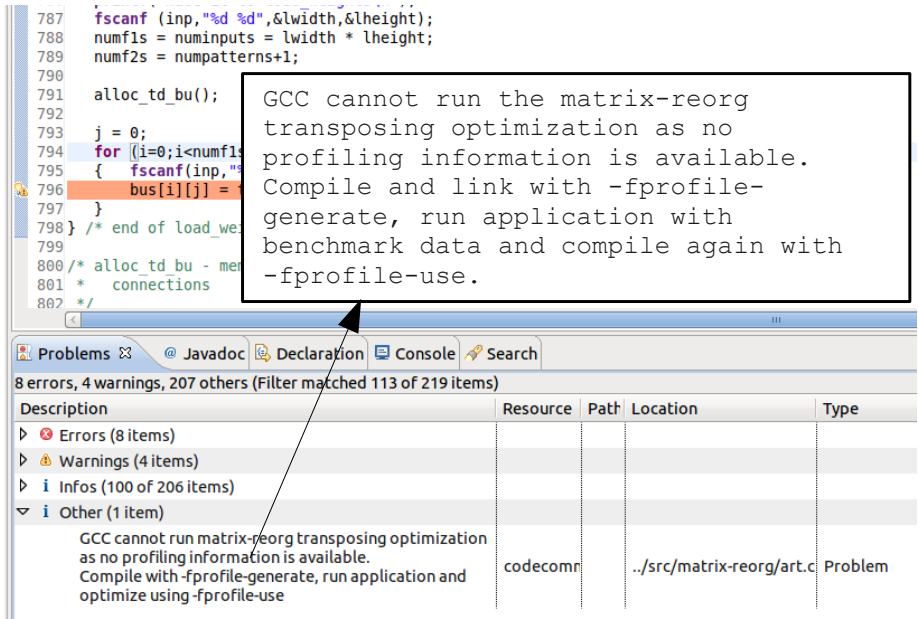 787 fscanf (inp,"%d %d",&lwidth,&lheight);
788 numf1s = numinputs = lwidth * lheight;
789 numf2s = numpatterns+1;
790
791 alloc_td_bu();
792
793 j = 0;
794 for (i=0;i<numf1s
795 { fscanf(inp,"
796 bus[i][j] =
797 }
798 } /* end of load_wei
799
800 /* alloc_td_bu - mem
801 * connections
802 */
GCC cannot run the matrix-reorg
transposing optimization as no
profiling information is available.
Compile and link with -fprofile-
generate, run application with
benchmark data and compile again with
-fprofile-use.
Problems @ Javadoc Declaration Console Search
8 errors, 4 warnings, 207 others (Filter matched 113 of 219 items)
Description Resource Path Location Type
Errors (8 items)
Warnings (4 items)
i Infos (100 of 206 items)
i Other (1 item)
GCC cannot run matrix-reorg transposing optimization
as no profiling information is available.
Compile with -fprofile-generate, run application and
optimize using -fprofile-use
codecomr ../src/matrix-reorg/art.c Problem